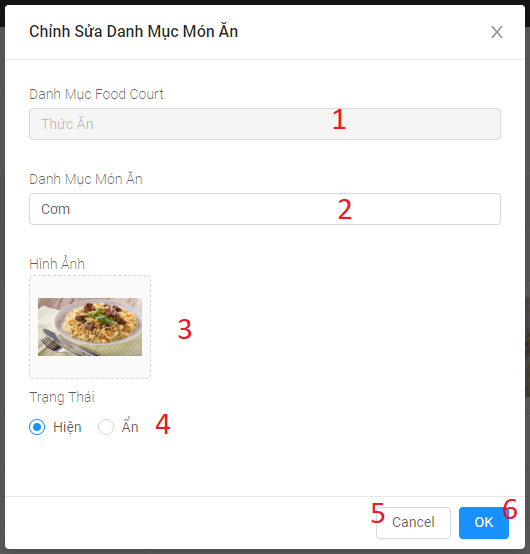 Chỉnh Sửa Danh Mục Món Ăn
Danh Mục Food Court
Thức Ăn 1
Danh Mục Món Ăn
Cơm 2
Hình Ảnh
3
Trạng Thái
Hiện Ẩn 4
5 Cancel OK 6